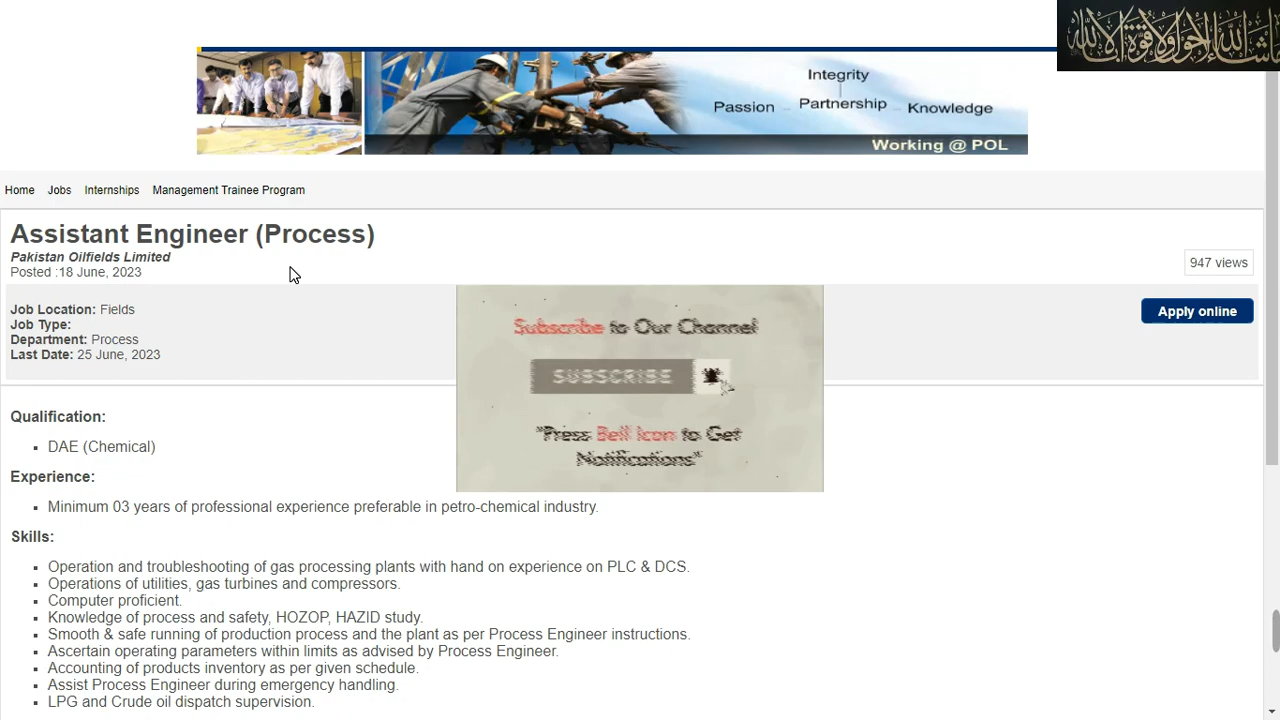 ماشاء الله لاحول ولا قوة الا بالله
Integrity
Passion – Partnership – Knowledge
Working @ POL
Home Jobs Internships Management Trainee Program
Assistant Engineer (Process)
Pakistan Oilfields Limited
Posted :18 June, 2023
947 views
Job Location: Fields
Job Type:
Department: Process
Last Date: 25 June, 2023
Apply online
Subscribe to Our Channel
SUBSCRIBE
"Press Bell Icon to Get
Notifications"
Qualification:
▪ DAE (Chemical)
Experience:
▪ Minimum 03 years of professional experience preferable in petro-chemical industry.
Skills:
▪ Operation and troubleshooting of gas processing plants with hand on experience on PLC & DCS.
▪ Operations of utilities, gas turbines and compressors.
▪ Computer proficient.
▪ Knowledge of process and safety, HOZOP, HAZID study.
▪ Smooth & safe running of production process and the plant as per Process Engineer instructions.
▪ Ascertain operating parameters within limits as advised by Process Engineer.
▪ Accounting of products inventory as per given schedule.
▪ Assist Process Engineer during emergency handling.
▪ LPG and Crude oil dispatch supervision.